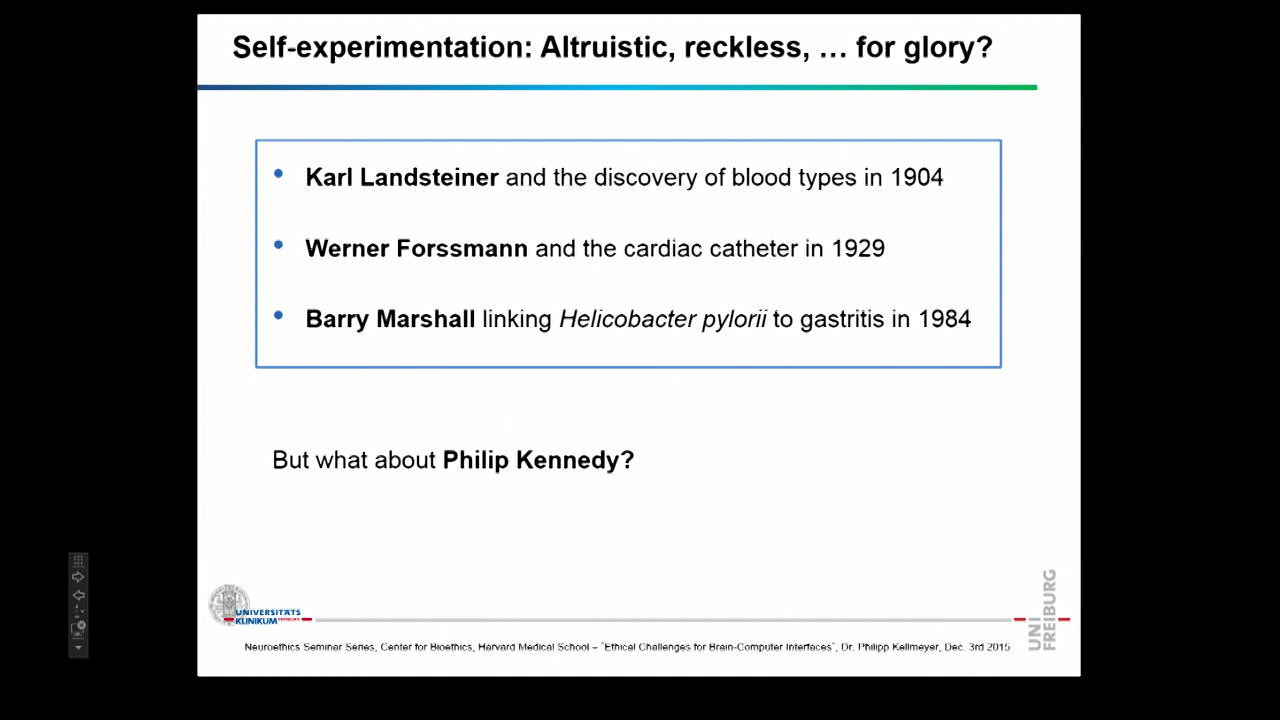 Self-experimentation: Altruistic, reckless, … for glory?
• Karl Landsteiner and the discovery of blood types in 1904
• Werner Forssmann and the cardiac catheter in 1929
• Barry Marshall linking Helicobacter pylorii to gastritis in 1984
But what about Philip Kennedy?
UNIVERSITÄTS
KLINIKUM FREIBURG
UNI
FREIBURG
Neuroethics Seminar Series, Center for Bioethics, Harvard Medical School – "Ethical Challenges for Brain-Computer Interfaces", Dr. Philipp Kellmeyer, Dec. 3rd 2015